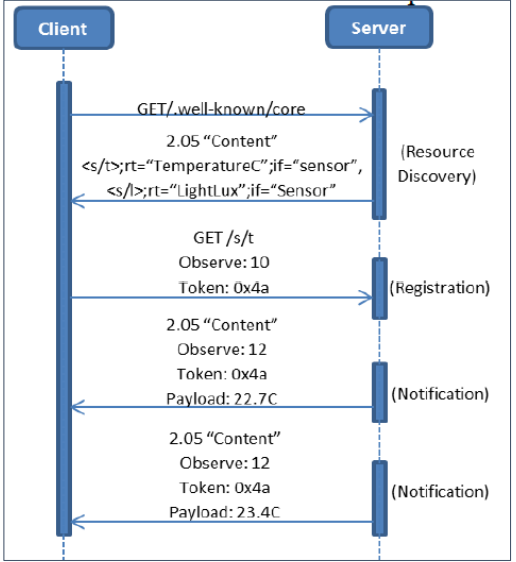 Client
Server
GET/.well-known/core
2.05 “Content”
<s/t>;rt=“TemperatureC”;if=“sensor”,
<s/l>;rt=“LightLux”;if=“Sensor”
(Resource
Discovery)
GET /s/t
Observe: 10
Token: 0x4a
(Registration)
2.05 “Content”
Observe: 12
Token: 0x4a
Payload: 22.7C
(Notification)
2.05 “Content”
Observe: 12
Token: 0x4a
Payload: 23.4C
(Notification)